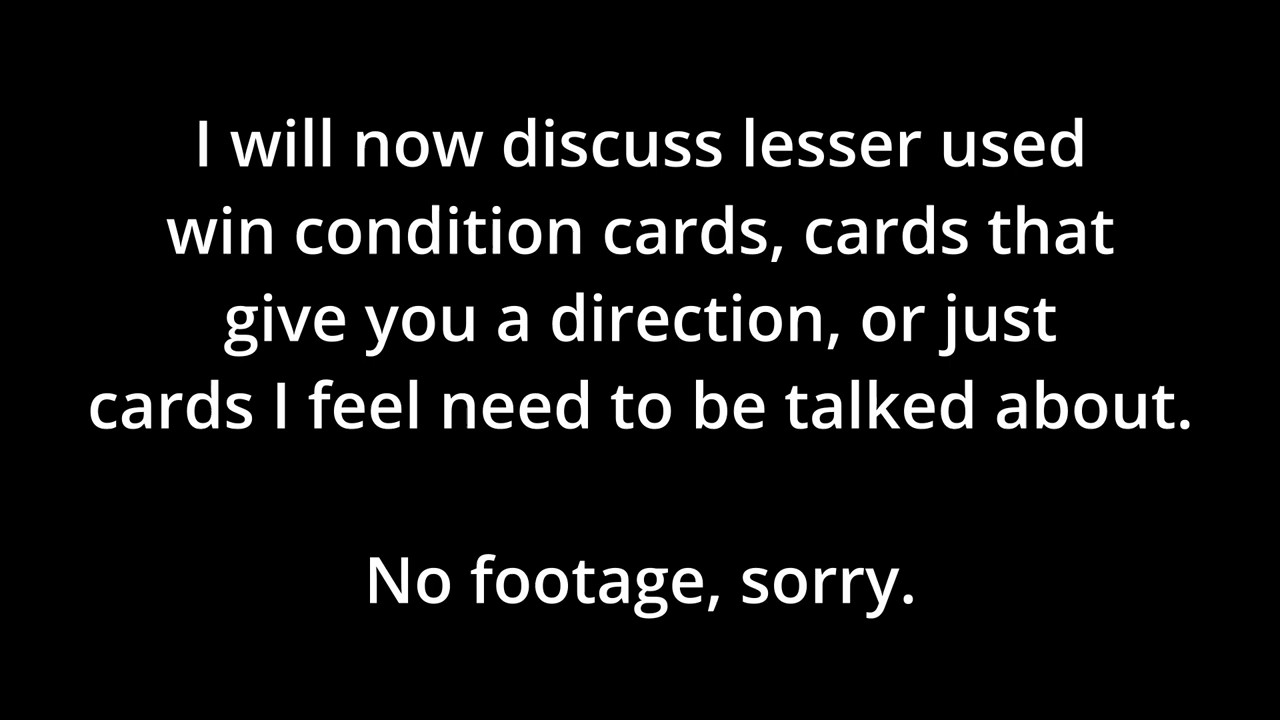 I will now discuss lesser used
win condition cards, cards that
give you a direction, or just
cards I feel need to be talked about.
No footage, sorry.